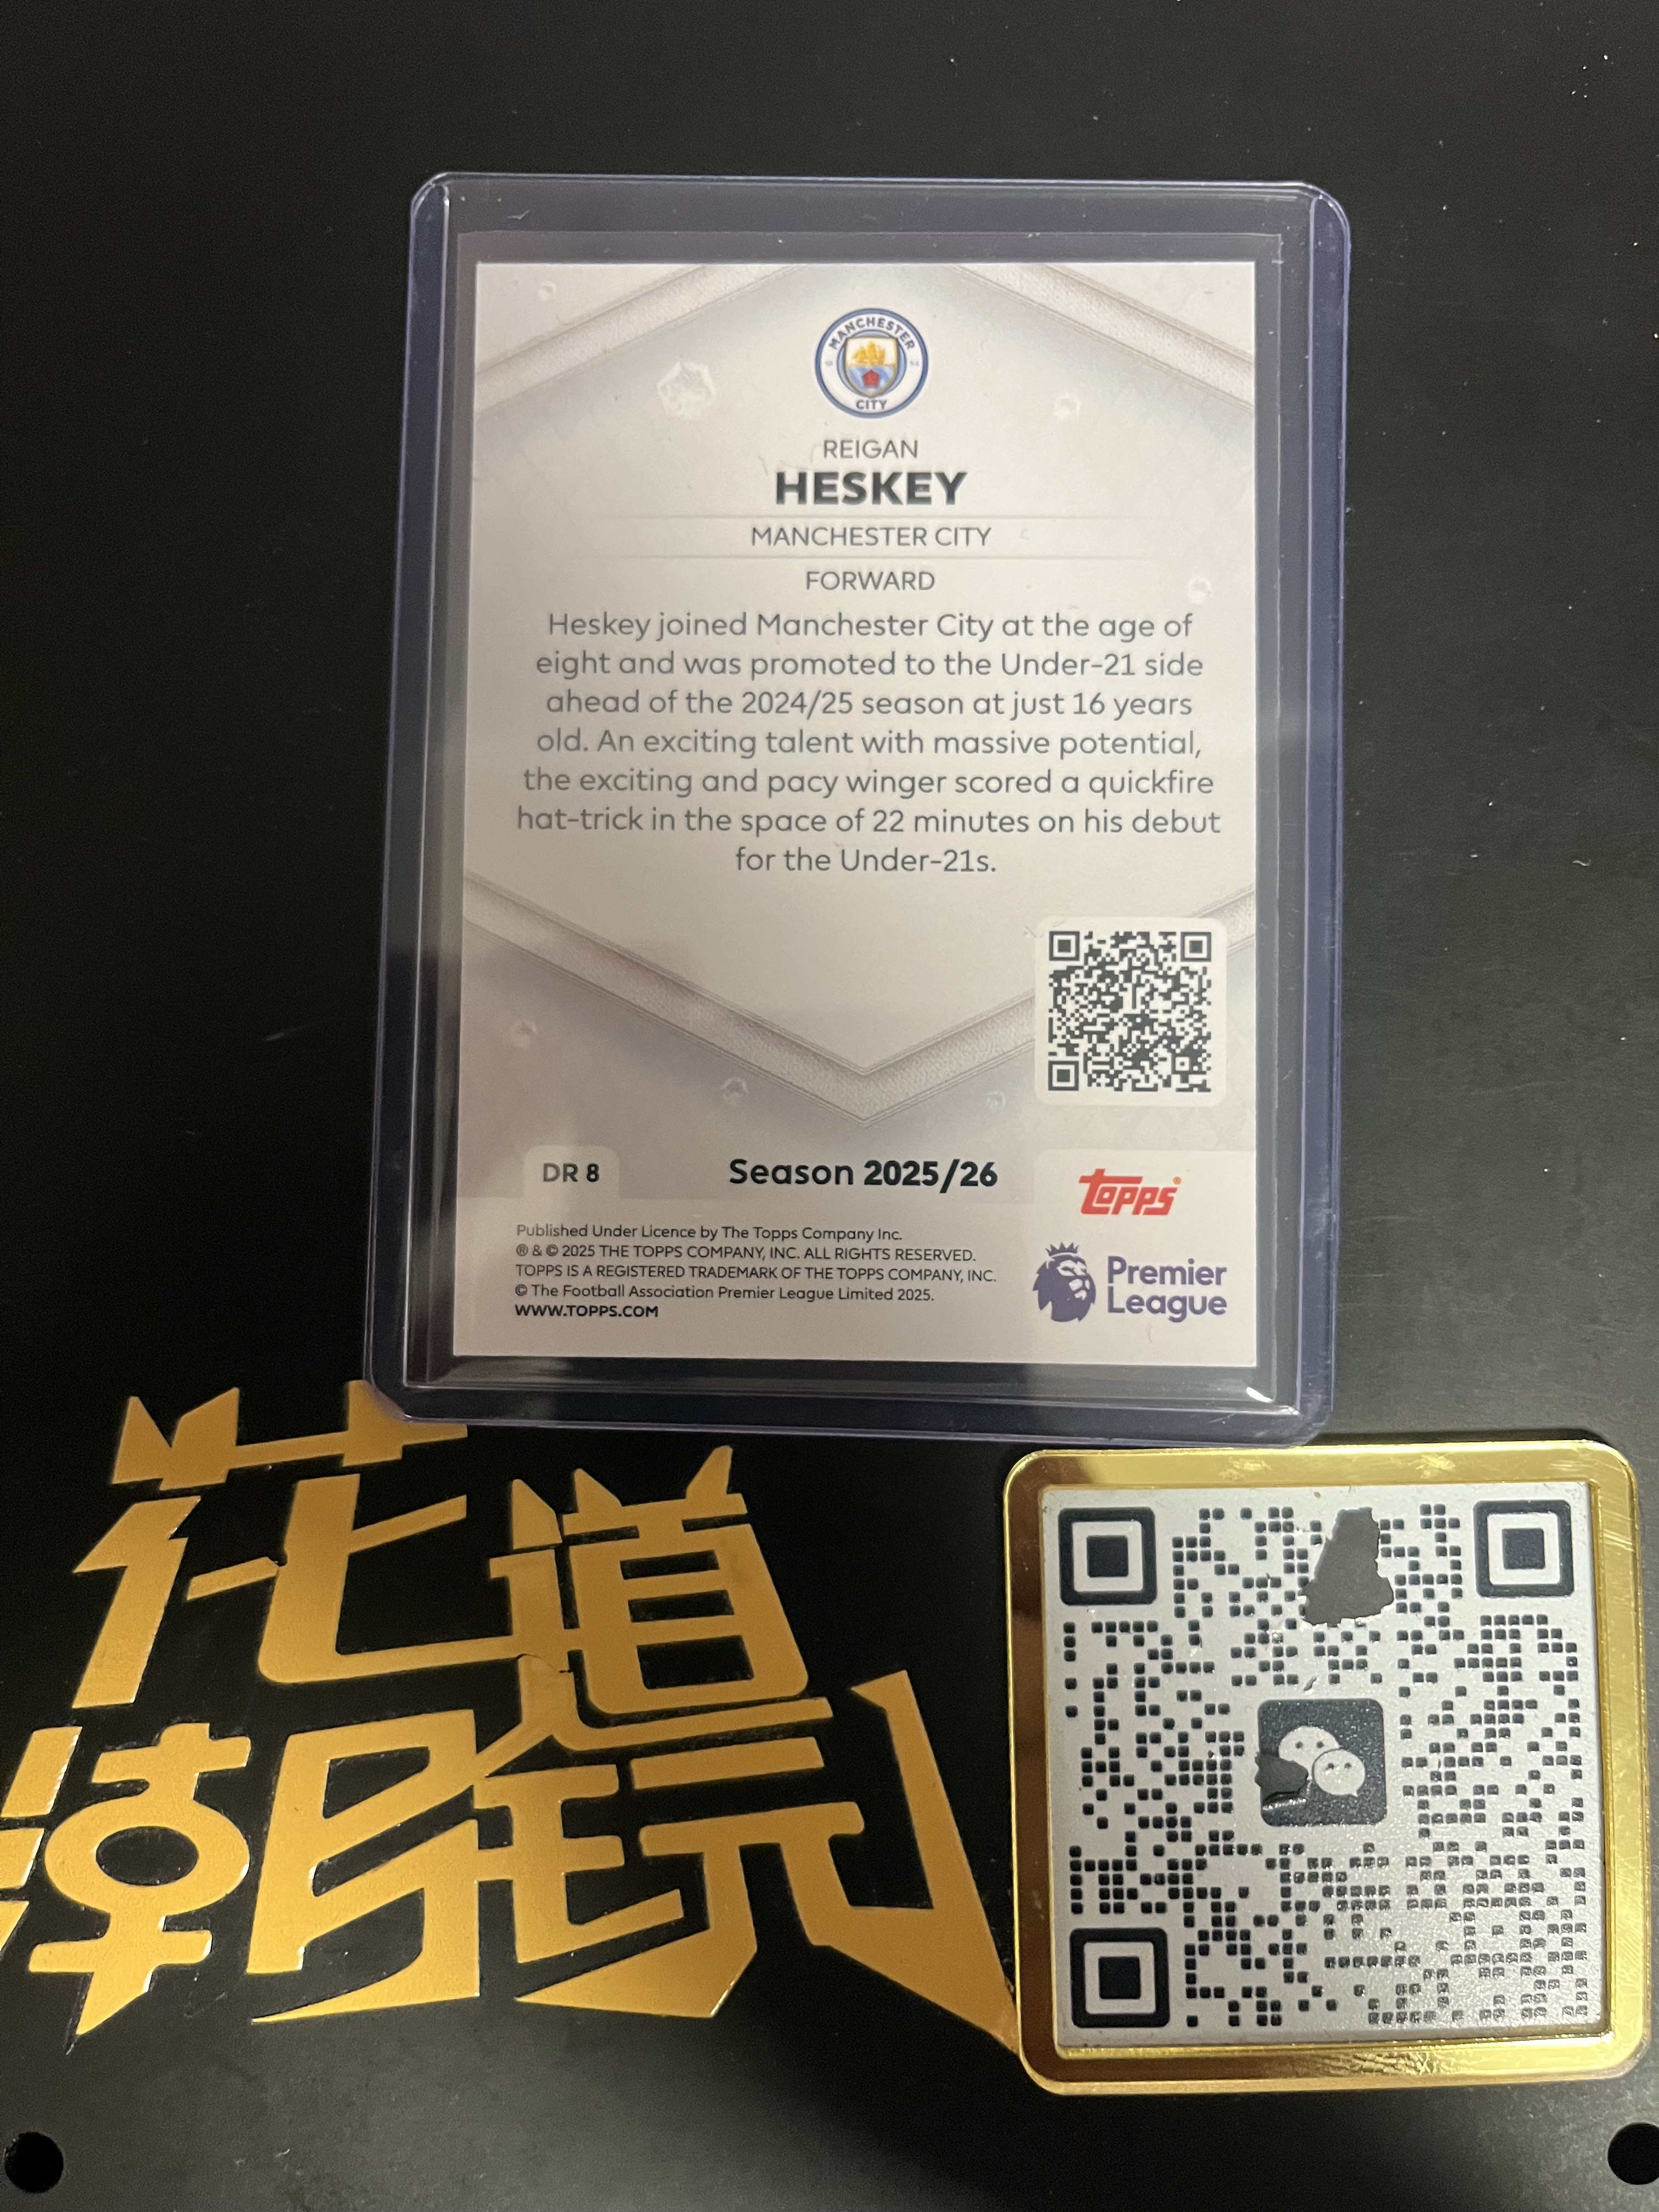 MANCHESTER
CITY
REIGAN
HESKEY
MANCHESTER CITY
FORWARD
Heskey joined Manchester City at the age of
eight and was promoted to the Under-21 side
ahead of the 2024/25 season at just 16 years
old. An exciting talent with massive potential,
the exciting and pacy winger scored a quickfire
hat-trick in the space of 22 minutes on his debut
for the Under-21s.
DR 8
Season 2025/26
topps
Published Under Licence by The Topps Company Inc.
® & © 2025 THE TOPPS COMPANY, INC. ALL RIGHTS RESERVED.
TOPPS IS A REGISTERED TRADEMARK OF THE TOPPS COMPANY, INC.
© The Football Association Premier League Limited 2025.
WWW.TOPPS.COM
Premier
League
花道
潮玩